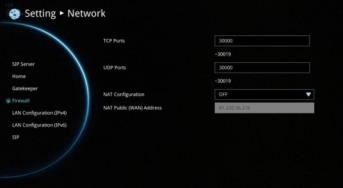 Setting ▸ Network
TCP Ports
30000
~30019
UDP Ports
30000
~30019
NAT Configuration
OFF
NAT Public (WAN) Address
SIP Server
Home
Gatekeeper
Firewall
LAN Configuration (IPv4)
LAN Configuration (IPv6)
SIP